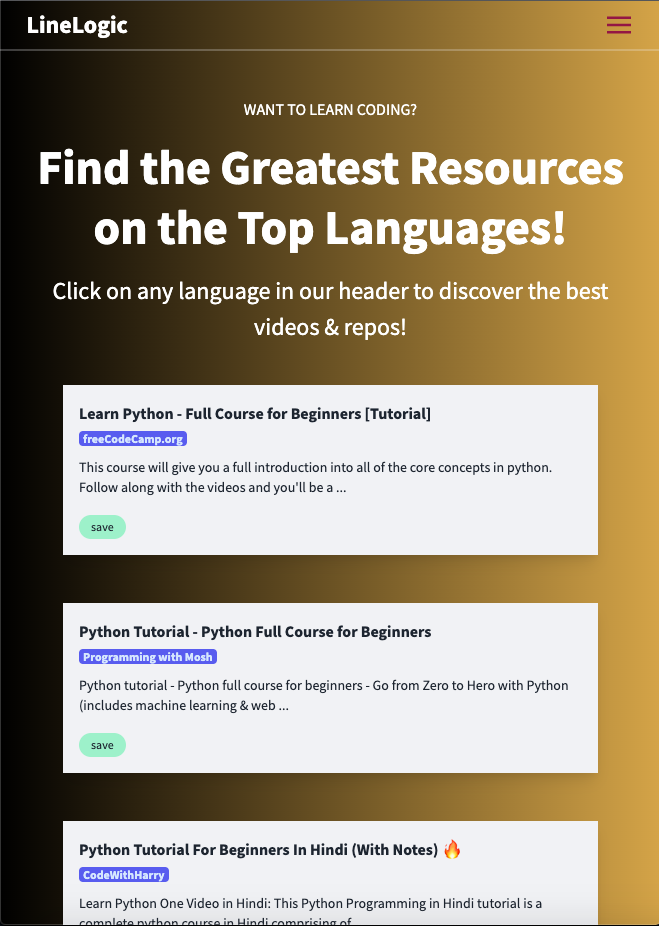 LineLogic
WANT TO LEARN CODING?
Find the Greatest Resources
on the Top Languages!
Click on any language in our header to discover the best
videos & repos!
Learn Python - Full Course for Beginners [Tutorial]
freeCodeCamp.org
This course will give you a full introduction into all of the core concepts in python.
Follow along with the videos and you'll be a ...
save
Python Tutorial - Python Full Course for Beginners
Programming with Mosh
Python tutorial - Python full course for beginners - Go from Zero to Hero with Python
(includes machine learning & web ...
save
Python Tutorial For Beginners In Hindi (With Notes) 🔥
CodeWithHarry
Learn Python One Video in Hindi: This Python Programming in Hindi tutorial is a
complete python course in Hindi comprising of